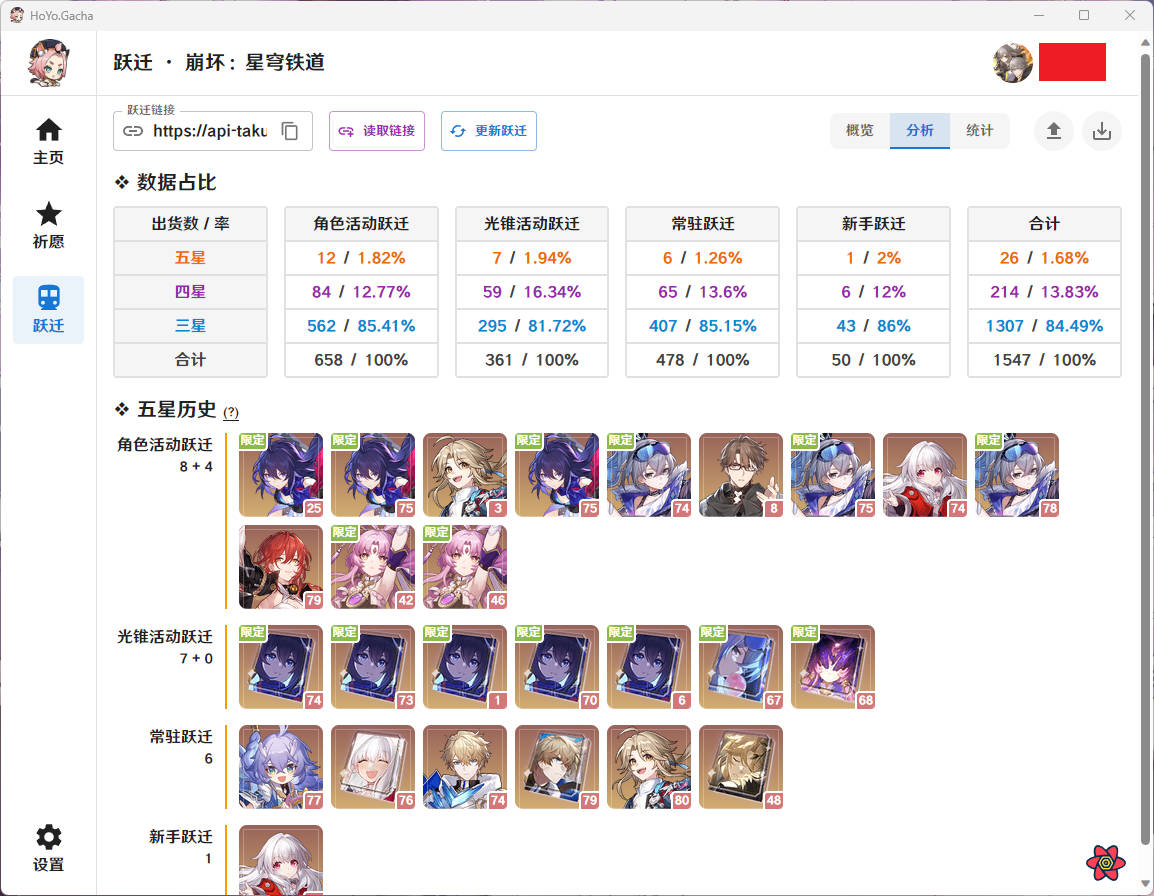 HoYo.Gacha
跃迁 · 崩坏：星穹铁道
跃迁链接
https://api-taku
读取链接
更新跃迁
概览 分析 统计
主页
祈愿
跃迁
设置
❖ 数据占比
出货数 / 率 角色活动跃迁 光锥活动跃迁 常驻跃迁 新手跃迁 合计
五星 12 / 1.82% 7 / 1.94% 6 / 1.26% 1 / 2% 26 / 1.68%
四星 84 / 12.77% 59 / 16.34% 65 / 13.6% 6 / 12% 214 / 13.83%
三星 562 / 85.41% 295 / 81.72% 407 / 85.15% 43 / 86% 1307 / 84.49%
合计 658 / 100% 361 / 100% 478 / 100% 50 / 100% 1547 / 100%
❖ 五星历史 (?)
角色活动跃迁
8 + 4
限定 限定 限定 限定 限定 限定
25 75 3 75 74 8 75 74 78
限定 限定
79 42 46
光锥活动跃迁
7 + 0
限定 限定 限定 限定 限定 限定 限定
74 73 1 70 6 67 68
常驻跃迁
6
77 76 74 79 80 48
新手跃迁
1